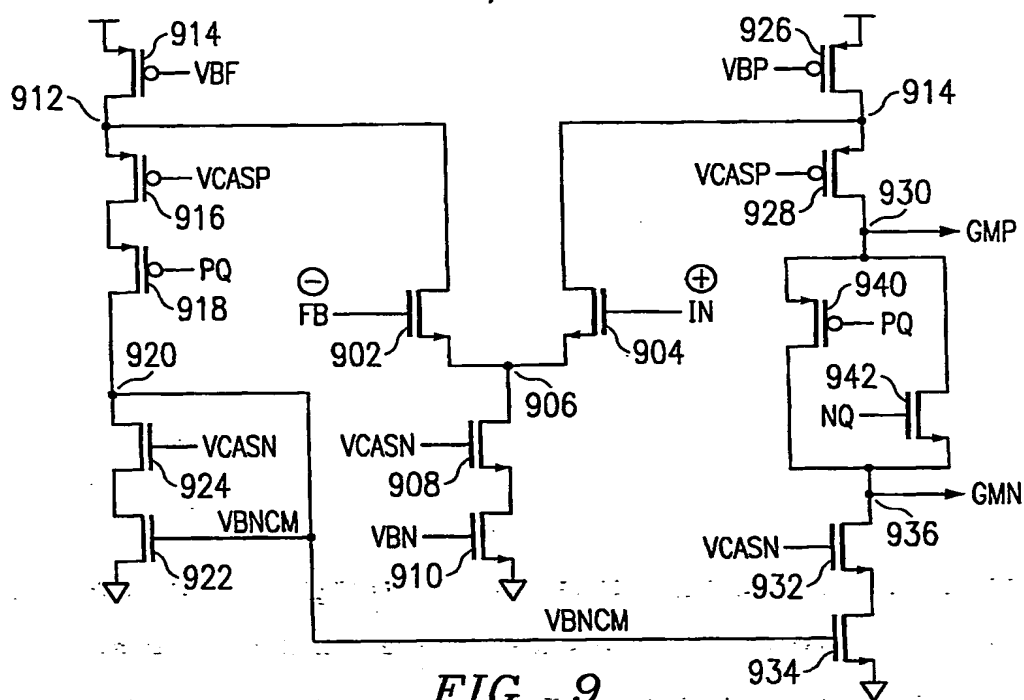 914
VBF
912
VCASP
916
PQ
918
920
VCASN
924
VBNCM
922
− FB
902
+ IN
904
906
VCASN
908
VBN
910
926
VBP
914
VCASP
928
930
GMP
940
PQ
942
NQ
GMN
936
VCASN
932
VBNCM
934
FIG. 9